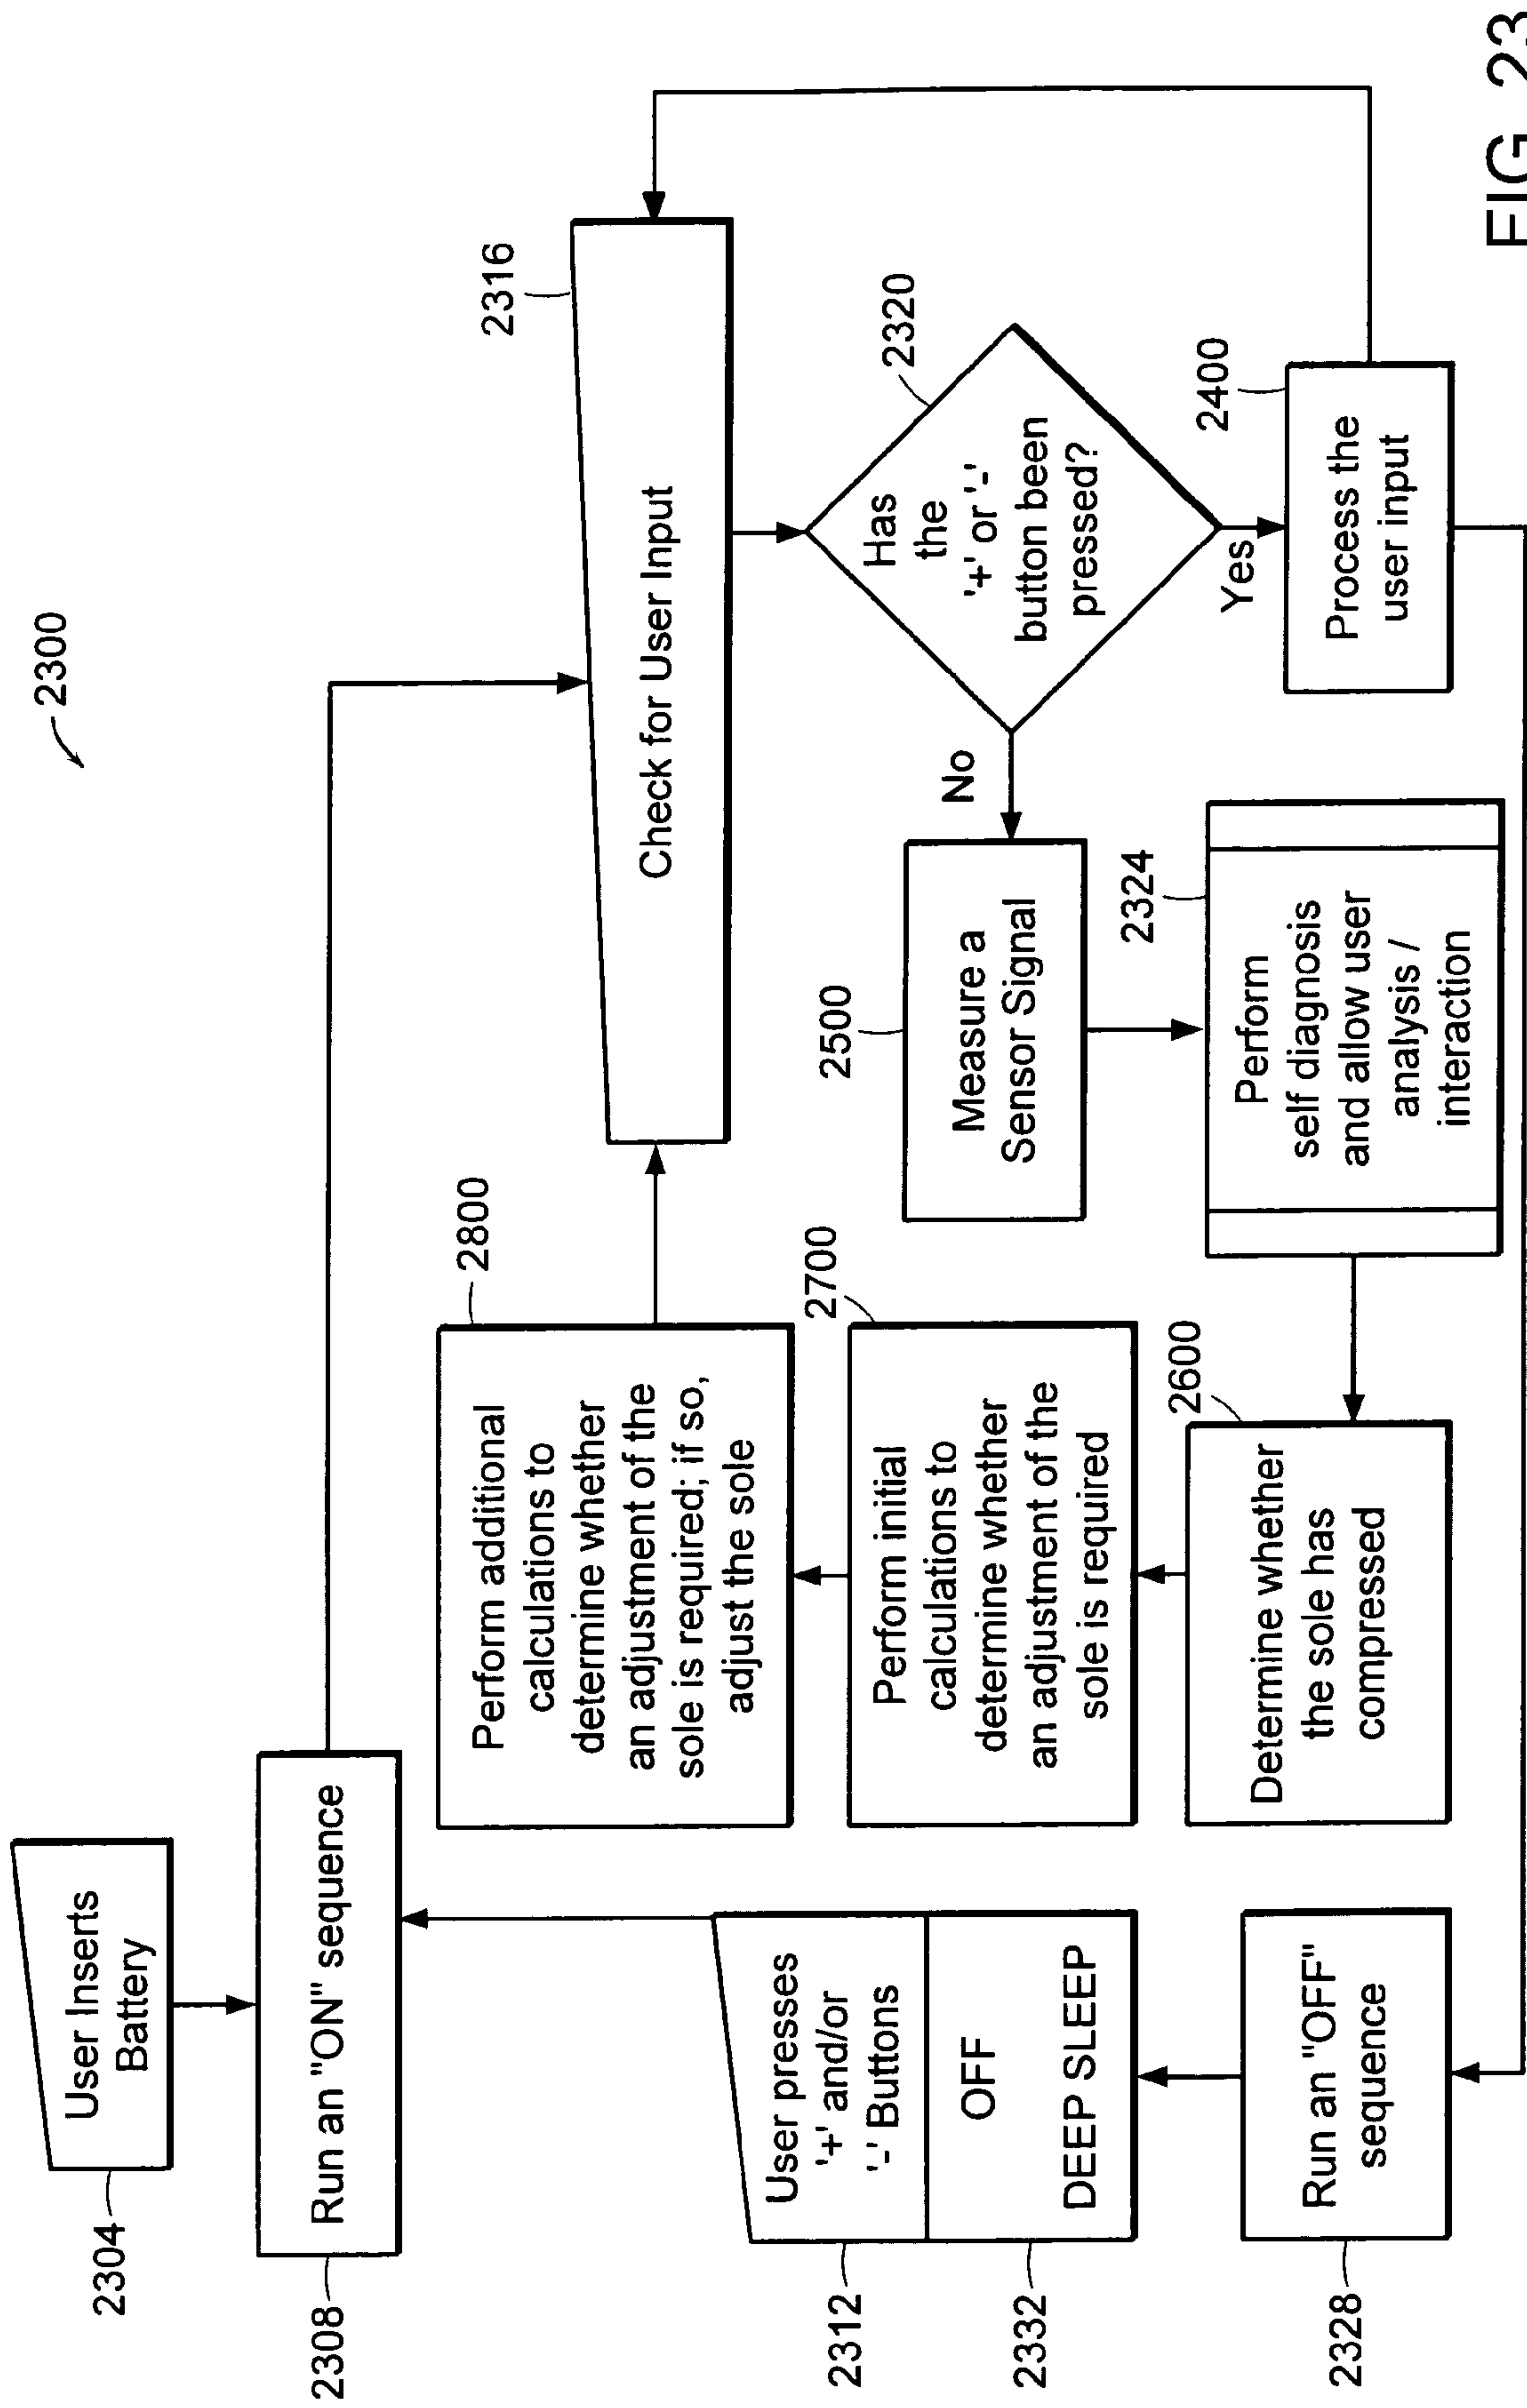 2300
2304
User Inserts
Battery
2308
Run an "ON" sequence
2316
Check for User Input
2320
Has
the
'+' or '-'
button been
pressed?
No
Yes
2400
Process the
user input
2500
Measure a
Sensor Signal
2324
Perform
self diagnosis
and allow user
analysis /
interaction
2600
Determine whether
the sole has
compressed
2700
Perform initial
calculations to
determine whether
an adjustment of the
sole is required
2800
Perform additional
calculations to
determine whether
an adjustment of the
sole is required; if so,
adjust the sole
2312
User presses
'+' and/or
'-' Buttons
2332
OFF
DEEP SLEEP
2328
Run an "OFF"
sequence
FIG. 23